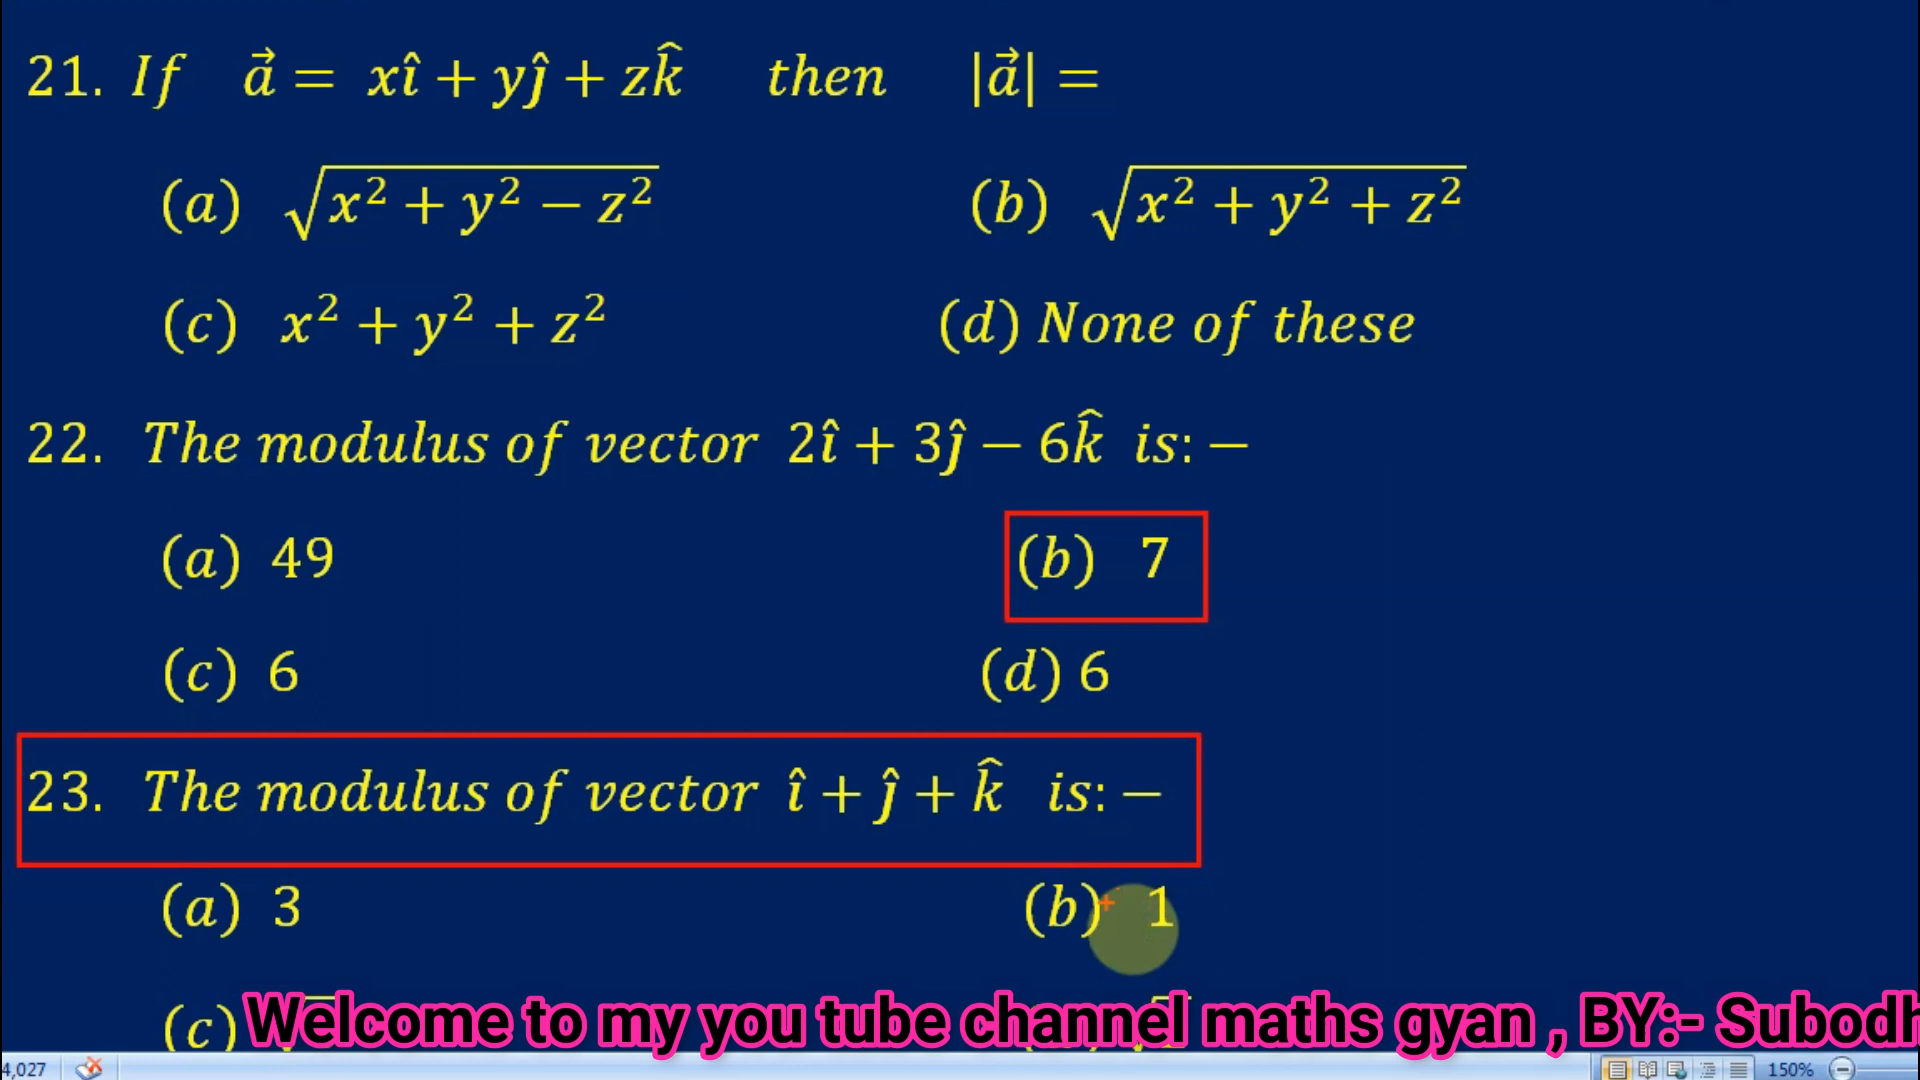 21. If a⃗ = xî + yĵ + zk̂ then |a⃗| =
(a) √(x² + y² − z²) (b) √(x² + y² + z²)
(c) x² + y² + z² (d) None of these
22. The modulus of vector 2î + 3ĵ − 6k̂ is: −
(a) 49 (b) 7
(c) 6 (d) 6
23. The modulus of vector î + ĵ + k̂ is: −
(a) 3 (b) 1
(c)
Welcome to my you tube channel maths gyan , BY:- Subodh
4,027 150%